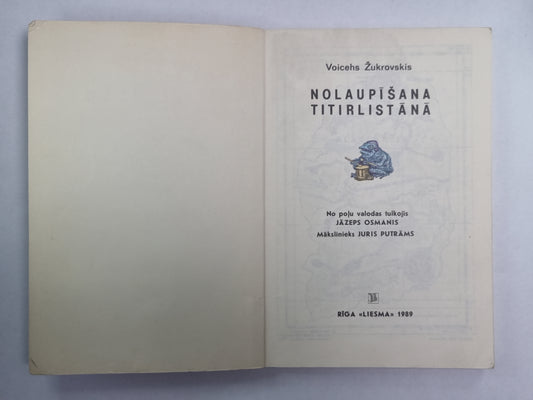 Voicehs Žukrovskis
NOLAUPĪŠANA
TITIRLISTĀNĀ
No poļu valodas tulkojis
JĀZEPS OSMANIS
Mākslinieks JURIS PUTRĀMS
RĪGA «LIESMA» 1989